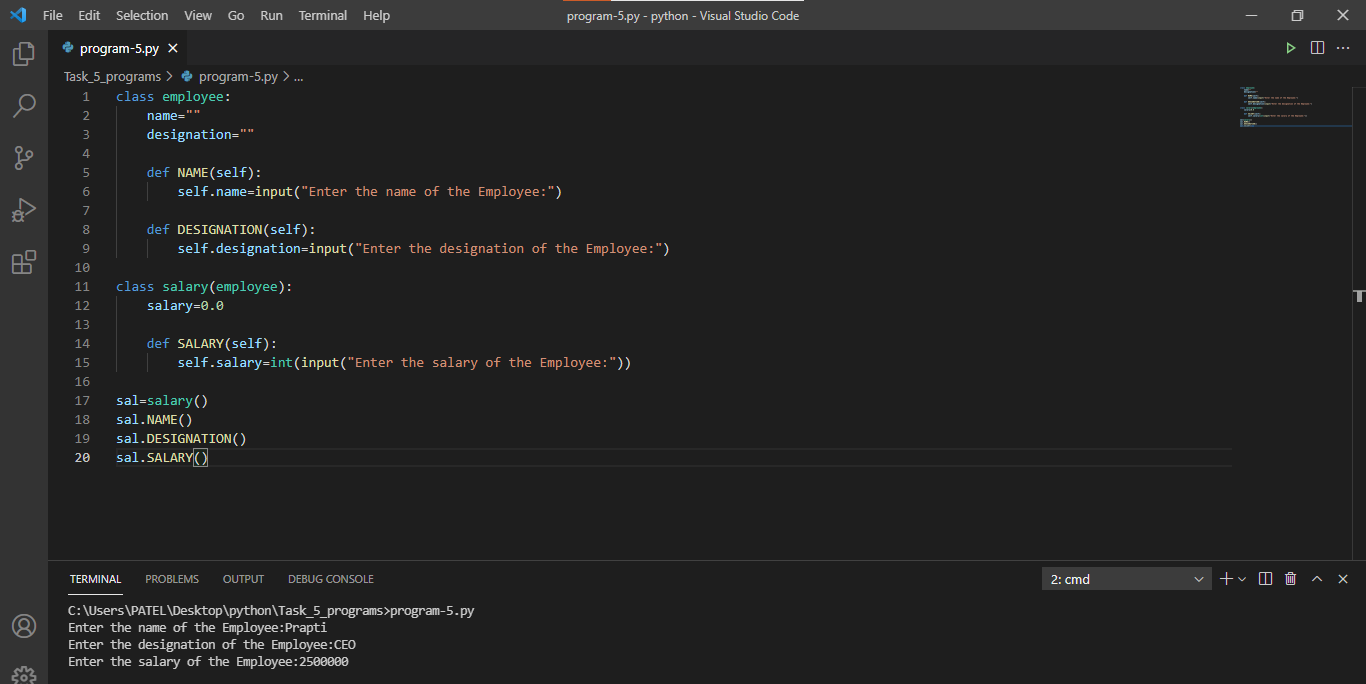 File Edit Selection View Go Run Terminal Help program-5.py - python - Visual Studio Code
program-5.py
Task_5_programs > program-5.py > ...
1 class employee:
2     name=""
3     designation=""
4
5     def NAME(self):
6         self.name=input("Enter the name of the Employee:")
7
8     def DESIGNATION(self):
9         self.designation=input("Enter the designation of the Employee:")
10
11 class salary(employee):
12     salary=0.0
13
14     def SALARY(self):
15         self.salary=int(input("Enter the salary of the Employee:"))
16
17 sal=salary()
18 sal.NAME()
19 sal.DESIGNATION()
20 sal.SALARY()
TERMINAL PROBLEMS OUTPUT DEBUG CONSOLE 2: cmd
C:\Users\PATEL\Desktop\python\Task_5_programs>program-5.py
Enter the name of the Employee:Prapti
Enter the designation of the Employee:CEO
Enter the salary of the Employee:2500000